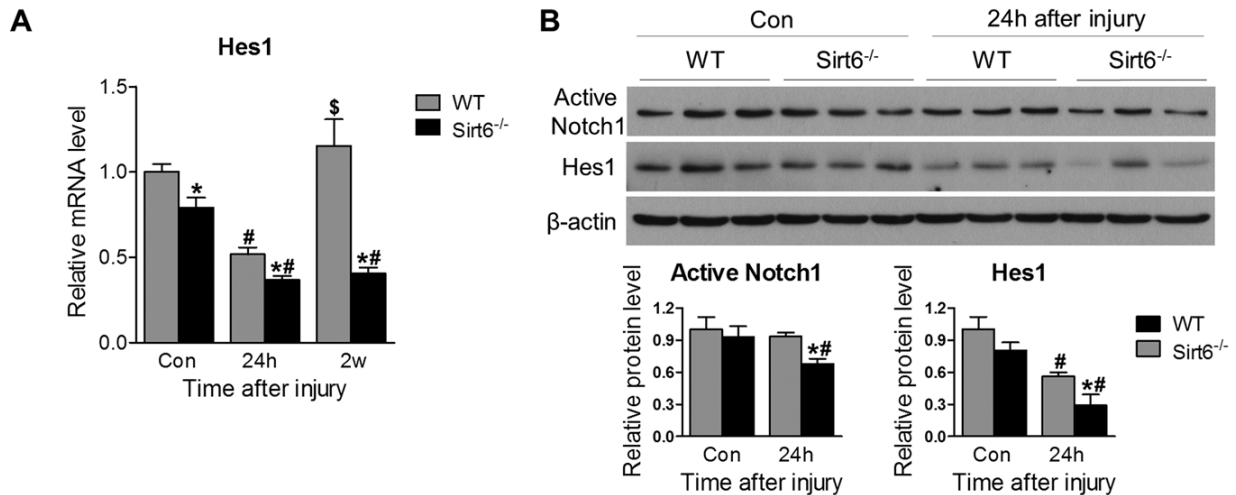 A
Hes1
Relative mRNA level
1.5
1.0
0.5
0.0
*
#
*#
$
*#
Con 24h 2w
Time after injury
WT
Sirt6-/-
B
Con 24h after injury
WT Sirt6-/- WT Sirt6-/-
Active
Notch1
Hes1
β-actin
Active Notch1
Relative protein level
1.2
0.9
0.6
0.3
0.0
*#
Con 24h
Time after injury
Hes1
Relative protein level
1.2
0.9
0.6
0.3
0.0
#
*#
Con 24h
Time after injury
WT
Sirt6-/-